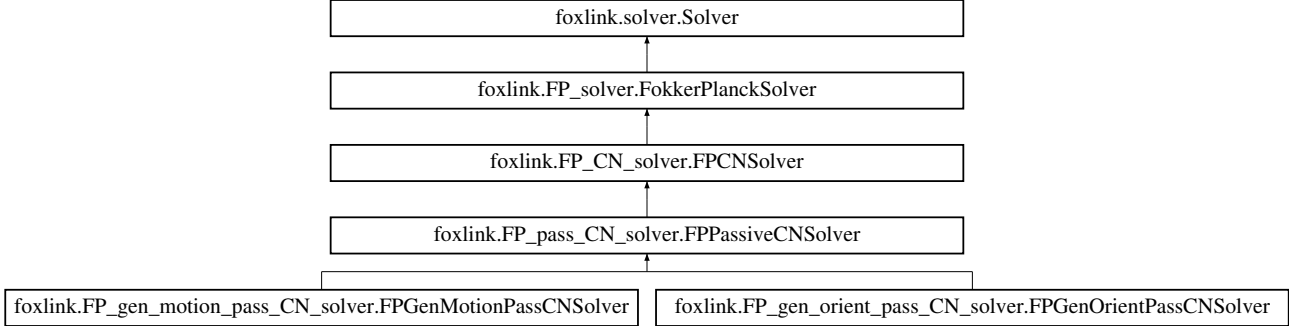 foxlink.solver.Solver
foxlink.FP_solver.FokkerPlanckSolver
foxlink.FP_CN_solver.FPCNSolver
foxlink.FP_pass_CN_solver.FPPassiveCNSolver
foxlink.FP_gen_motion_pass_CN_solver.FPGenMotionPassCNSolver
foxlink.FP_gen_orient_pass_CN_solver.FPGenOrientPassCNSolver